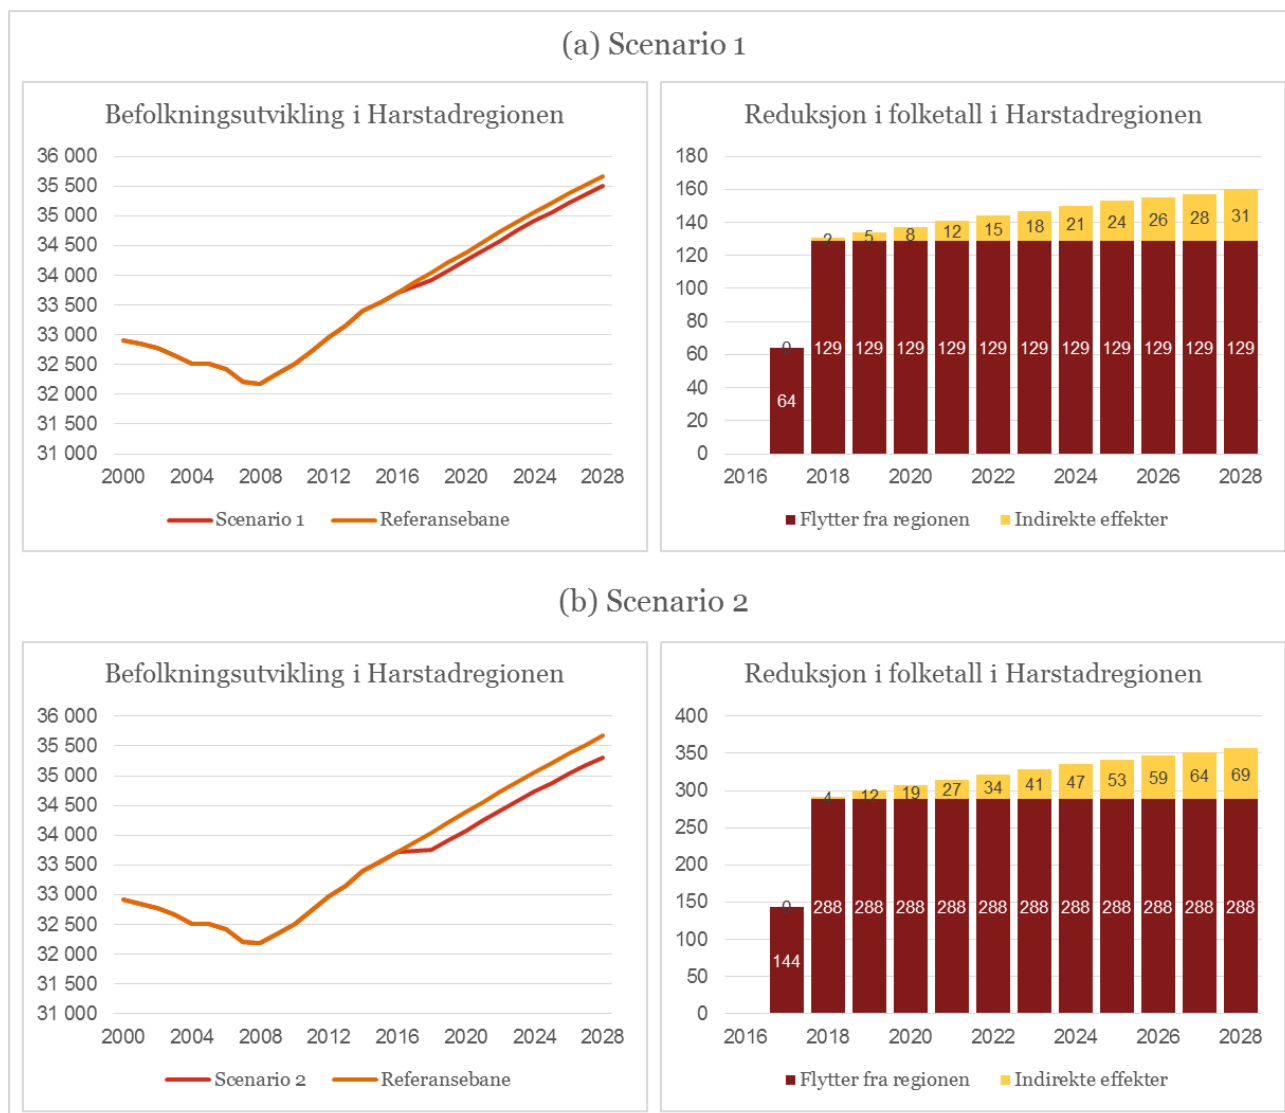 (a) Scenario 1
Befolkningsutvikling i Harstadregionen
36 000
35 500
35 000
34 500
34 000
33 500
33 000
32 500
32 000
31 500
31 000
2000 2004 2008 2012 2016 2020 2024 2028
Scenario 1 Referansebane
Reduksjon i folketall i Harstadregionen
180
160
140
120
100
80
60
40
20
0
0 2 5 8 12 15 18 21 24 26 28 31
64 129 129 129 129 129 129 129 129 129 129 129
2016 2018 2020 2022 2024 2026 2028
Flytter fra regionen Indirekte effekter
(b) Scenario 2
Befolkningsutvikling i Harstadregionen
36 000
35 500
35 000
34 500
34 000
33 500
33 000
32 500
32 000
31 500
31 000
2000 2004 2008 2012 2016 2020 2024 2028
Scenario 2 Referansebane
Reduksjon i folketall i Harstadregionen
400
350
300
250
200
150
100
50
0
0 4 12 19 27 34 41 47 53 59 64 69
144 288 288 288 288 288 288 288 288 288 288 288
2016 2018 2020 2022 2024 2026 2028
Flytter fra regionen Indirekte effekter